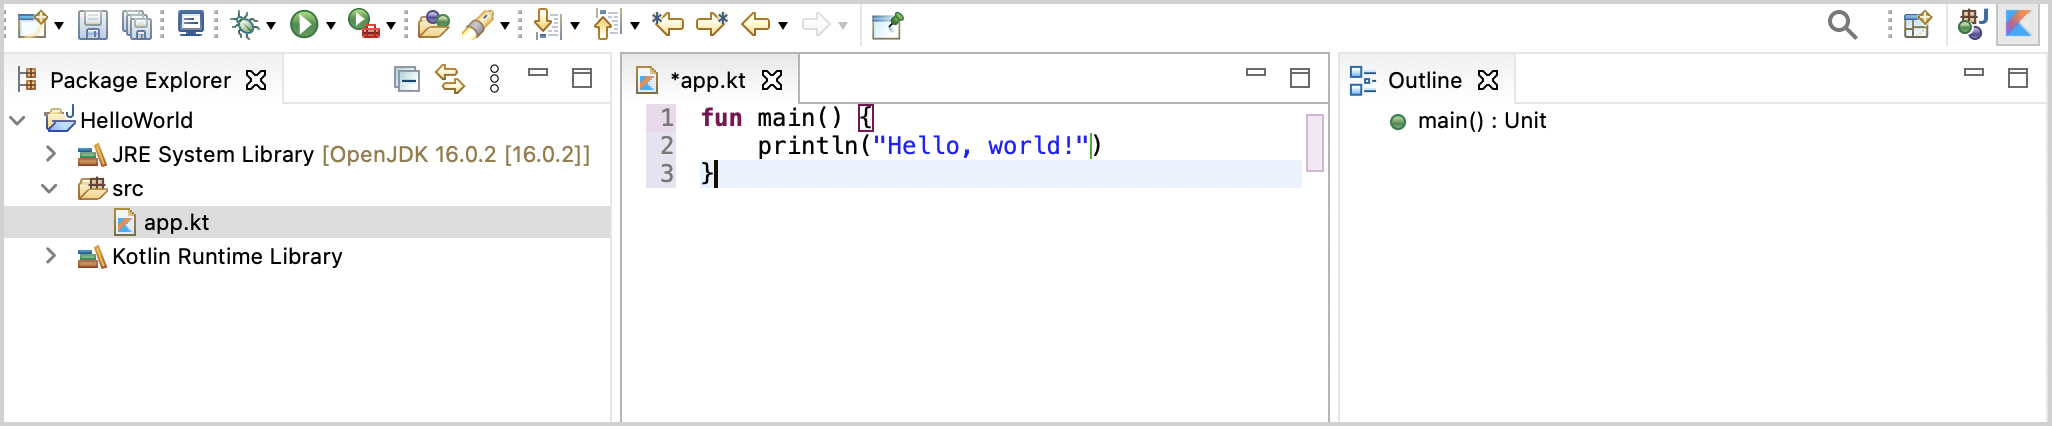 Package Explorer
HelloWorld
JRE System Library [OpenJDK 16.0.2 [16.0.2]]
src
app.kt
Kotlin Runtime Library
*app.kt
1 fun main() {
2     println("Hello, world!")
3 }
Outline
main() : Unit